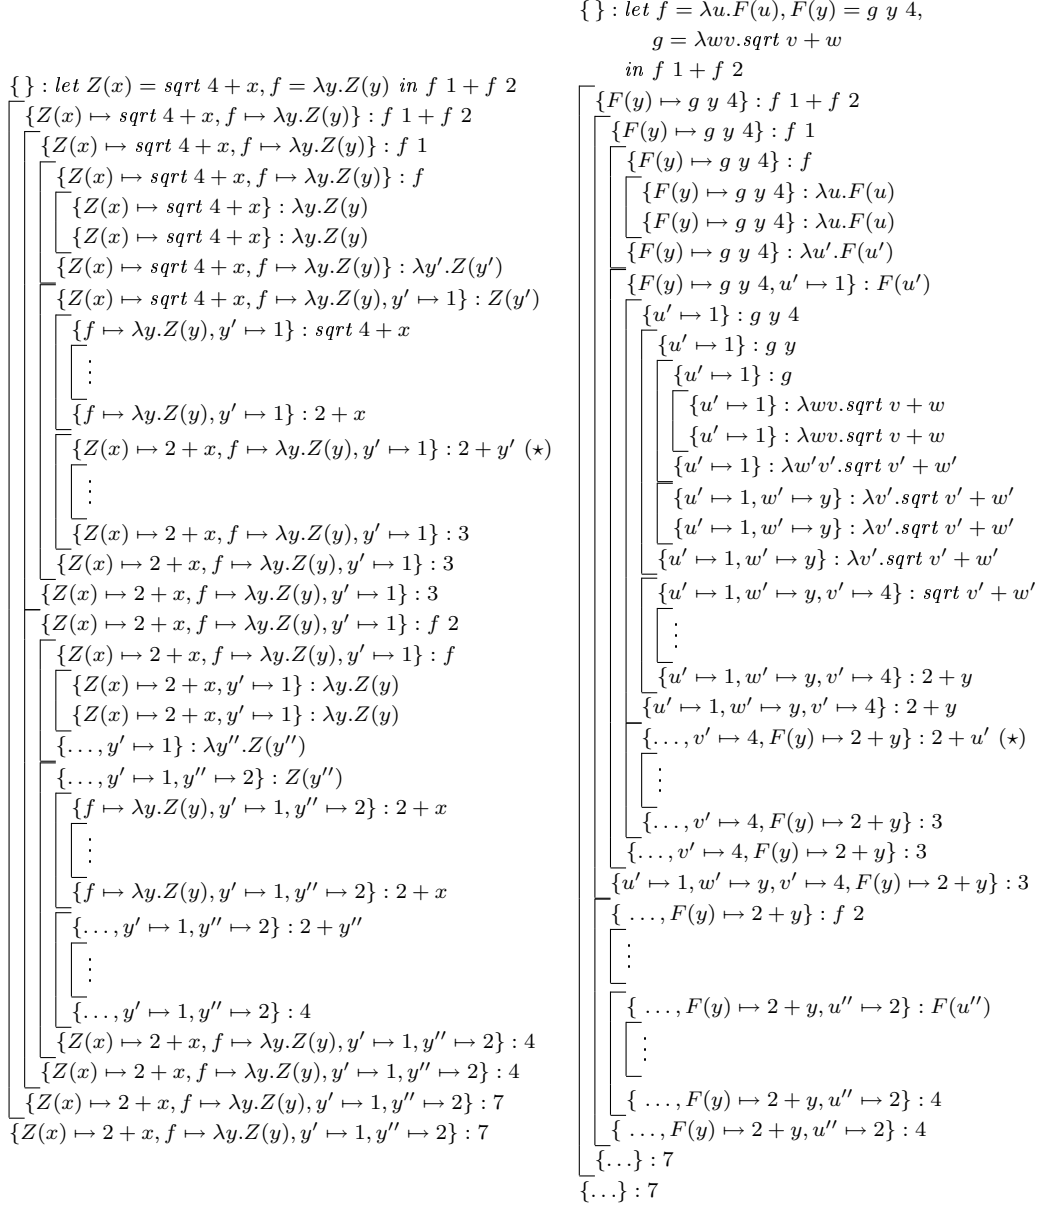 { } : let Z(x) = sqrt 4 + x, f = λy.Z(y) in f 1 + f 2
{Z(x) ↦ sqrt 4 + x, f ↦ λy.Z(y)} : f 1 + f 2
{Z(x) ↦ sqrt 4 + x, f ↦ λy.Z(y)} : f 1
{Z(x) ↦ sqrt 4 + x, f ↦ λy.Z(y)} : f
{Z(x) ↦ sqrt 4 + x} : λy.Z(y)
{Z(x) ↦ sqrt 4 + x} : λy.Z(y)
{Z(x) ↦ sqrt 4 + x, f ↦ λy.Z(y)} : λy′.Z(y′)
{Z(x) ↦ sqrt 4 + x, f ↦ λy.Z(y), y′ ↦ 1} : Z(y′)
{f ↦ λy.Z(y), y′ ↦ 1} : sqrt 4 + x
⋮
{f ↦ λy.Z(y), y′ ↦ 1} : 2 + x
{Z(x) ↦ 2 + x, f ↦ λy.Z(y), y′ ↦ 1} : 2 + y′ (⋆)
⋮
{Z(x) ↦ 2 + x, f ↦ λy.Z(y), y′ ↦ 1} : 3
{Z(x) ↦ 2 + x, f ↦ λy.Z(y), y′ ↦ 1} : 3
{Z(x) ↦ 2 + x, f ↦ λy.Z(y), y′ ↦ 1} : 3
{Z(x) ↦ 2 + x, f ↦ λy.Z(y), y′ ↦ 1} : f 2
{Z(x) ↦ 2 + x, f ↦ λy.Z(y), y′ ↦ 1} : f
{Z(x) ↦ 2 + x, y′ ↦ 1} : λy.Z(y)
{Z(x) ↦ 2 + x, y′ ↦ 1} : λy.Z(y)
{. . . , y′ ↦ 1} : λy″.Z(y″)
{. . . , y′ ↦ 1, y″ ↦ 2} : Z(y″)
{f ↦ λy.Z(y), y′ ↦ 1, y″ ↦ 2} : 2 + x
⋮
{f ↦ λy.Z(y), y′ ↦ 1, y″ ↦ 2} : 2 + x
{. . . , y′ ↦ 1, y″ ↦ 2} : 2 + y″
⋮
{. . . , y′ ↦ 1, y″ ↦ 2} : 4
{Z(x) ↦ 2 + x, f ↦ λy.Z(y), y′ ↦ 1, y″ ↦ 2} : 4
{Z(x) ↦ 2 + x, f ↦ λy.Z(y), y′ ↦ 1, y″ ↦ 2} : 4
{Z(x) ↦ 2 + x, f ↦ λy.Z(y), y′ ↦ 1, y″ ↦ 2} : 7
{Z(x) ↦ 2 + x, f ↦ λy.Z(y), y′ ↦ 1, y″ ↦ 2} : 7
{ } : let f = λu.F(u), F(y) = g y 4,
g = λwv.sqrt v + w
in f 1 + f 2
{F(y) ↦ g y 4} : f 1 + f 2
{F(y) ↦ g y 4} : f 1
{F(y) ↦ g y 4} : f
{F(y) ↦ g y 4} : λu.F(u)
{F(y) ↦ g y 4} : λu.F(u)
{F(y) ↦ g y 4} : λu′.F(u′)
{F(y) ↦ g y 4, u′ ↦ 1} : F(u′)
{u′ ↦ 1} : g y 4
{u′ ↦ 1} : g y
{u′ ↦ 1} : g
{u′ ↦ 1} : λwv.sqrt v + w
{u′ ↦ 1} : λwv.sqrt v + w
{u′ ↦ 1} : λw′v′.sqrt v′ + w′
{u′ ↦ 1, w′ ↦ y} : λv′.sqrt v′ + w′
{u′ ↦ 1, w′ ↦ y} : λv′.sqrt v′ + w′
{u′ ↦ 1, w′ ↦ y} : λv′.sqrt v′ + w′
{u′ ↦ 1, w′ ↦ y, v′ ↦ 4} : sqrt v′ + w′
⋮
{u′ ↦ 1, w′ ↦ y, v′ ↦ 4} : 2 + y
{u′ ↦ 1, w′ ↦ y, v′ ↦ 4} : 2 + y
{. . . , v′ ↦ 4, F(y) ↦ 2 + y} : 2 + u′ (⋆)
⋮
{. . . , v′ ↦ 4, F(y) ↦ 2 + y} : 3
{. . . , v′ ↦ 4, F(y) ↦ 2 + y} : 3
{u′ ↦ 1, w′ ↦ y, v′ ↦ 4, F(y) ↦ 2 + y} : 3
{ . . . , F(y) ↦ 2 + y} : f 2
⋮
{ . . . , F(y) ↦ 2 + y, u″ ↦ 2} : F(u″)
⋮
{ . . . , F(y) ↦ 2 + y, u″ ↦ 2} : 4
{ . . . , F(y) ↦ 2 + y, u″ ↦ 2} : 4
{. . .} : 7
{. . .} : 7